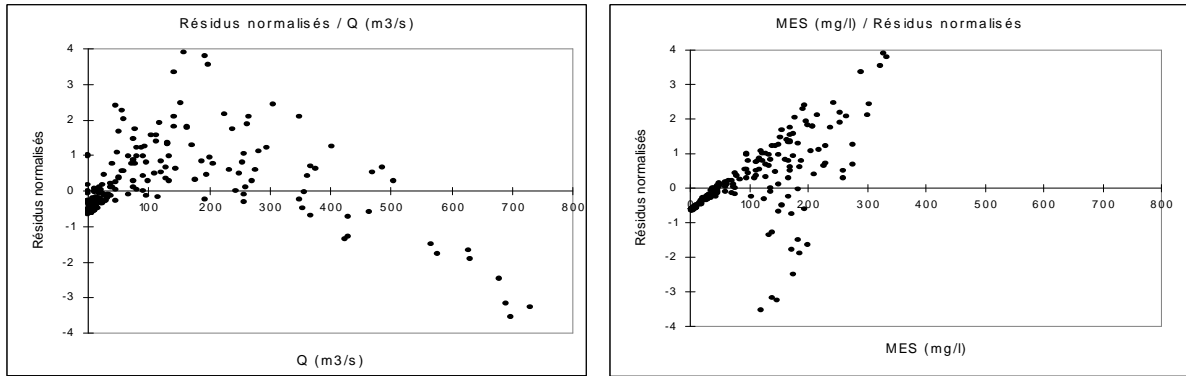 Résidus normalisés / Q (m3/s)
4
3
2
1
0
-1
-2
-3
-4
0 100 200 300 400 500 600 700 800
Résidus normalisés
Q (m3/s)
MES (mg/l) / Résidus normalisés
4
3
2
1
0
-1
-2
-3
-4
0 100 200 300 400 500 600 700 800
Résidus normalisés
MES (mg/l)